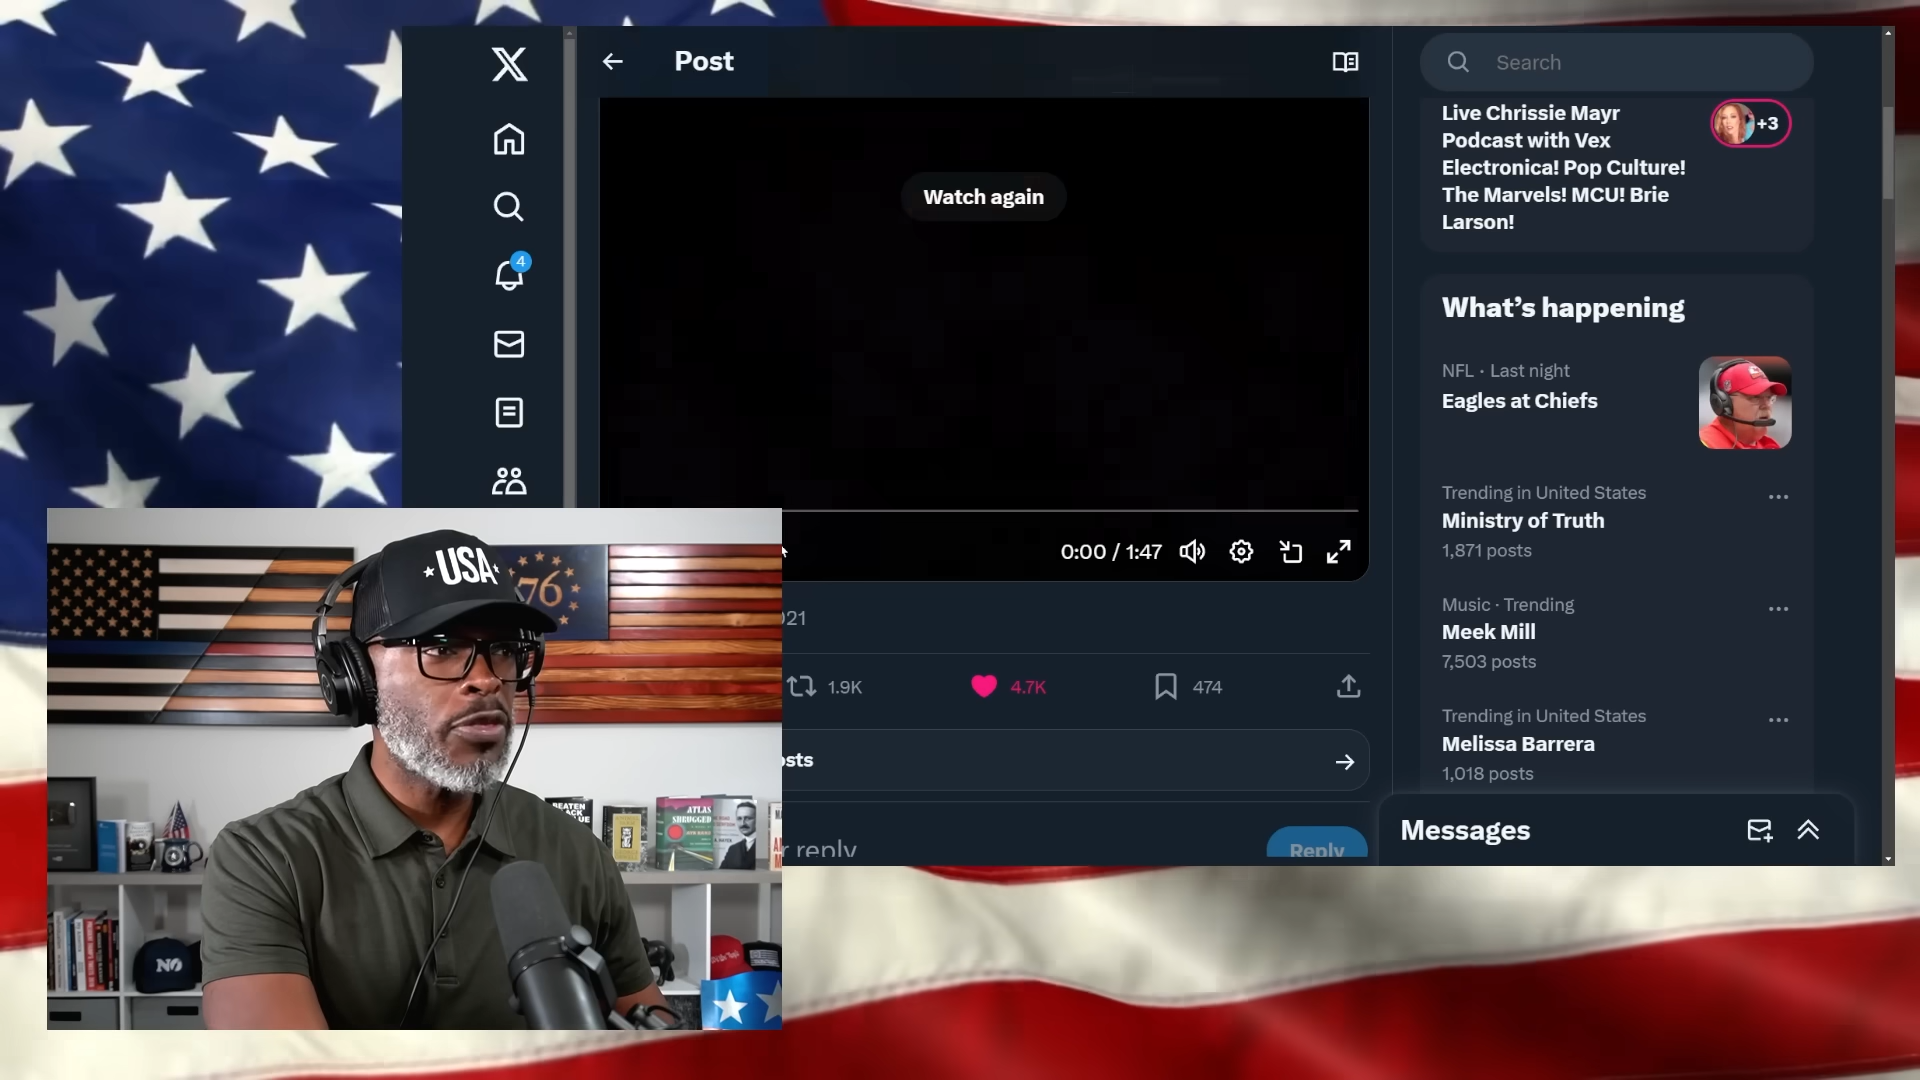 Post
Search
Live Chrissie Mayr
Podcast with Vex
Electronica! Pop Culture!
The Marvels! MCU! Brie
Larson!
+3
Watch again
4
What's happening
NFL · Last night
Eagles at Chiefs
Trending in United States
Ministry of Truth
1,871 posts
0:00 / 1:47
Music · Trending
Meek Mill
7,503 posts
021
1.9K
4.7K
474
Trending in United States
Melissa Barrera
1,018 posts
osts
Messages
r reply
Reply
USA
76
ATLAS
SHRUGGED
NO